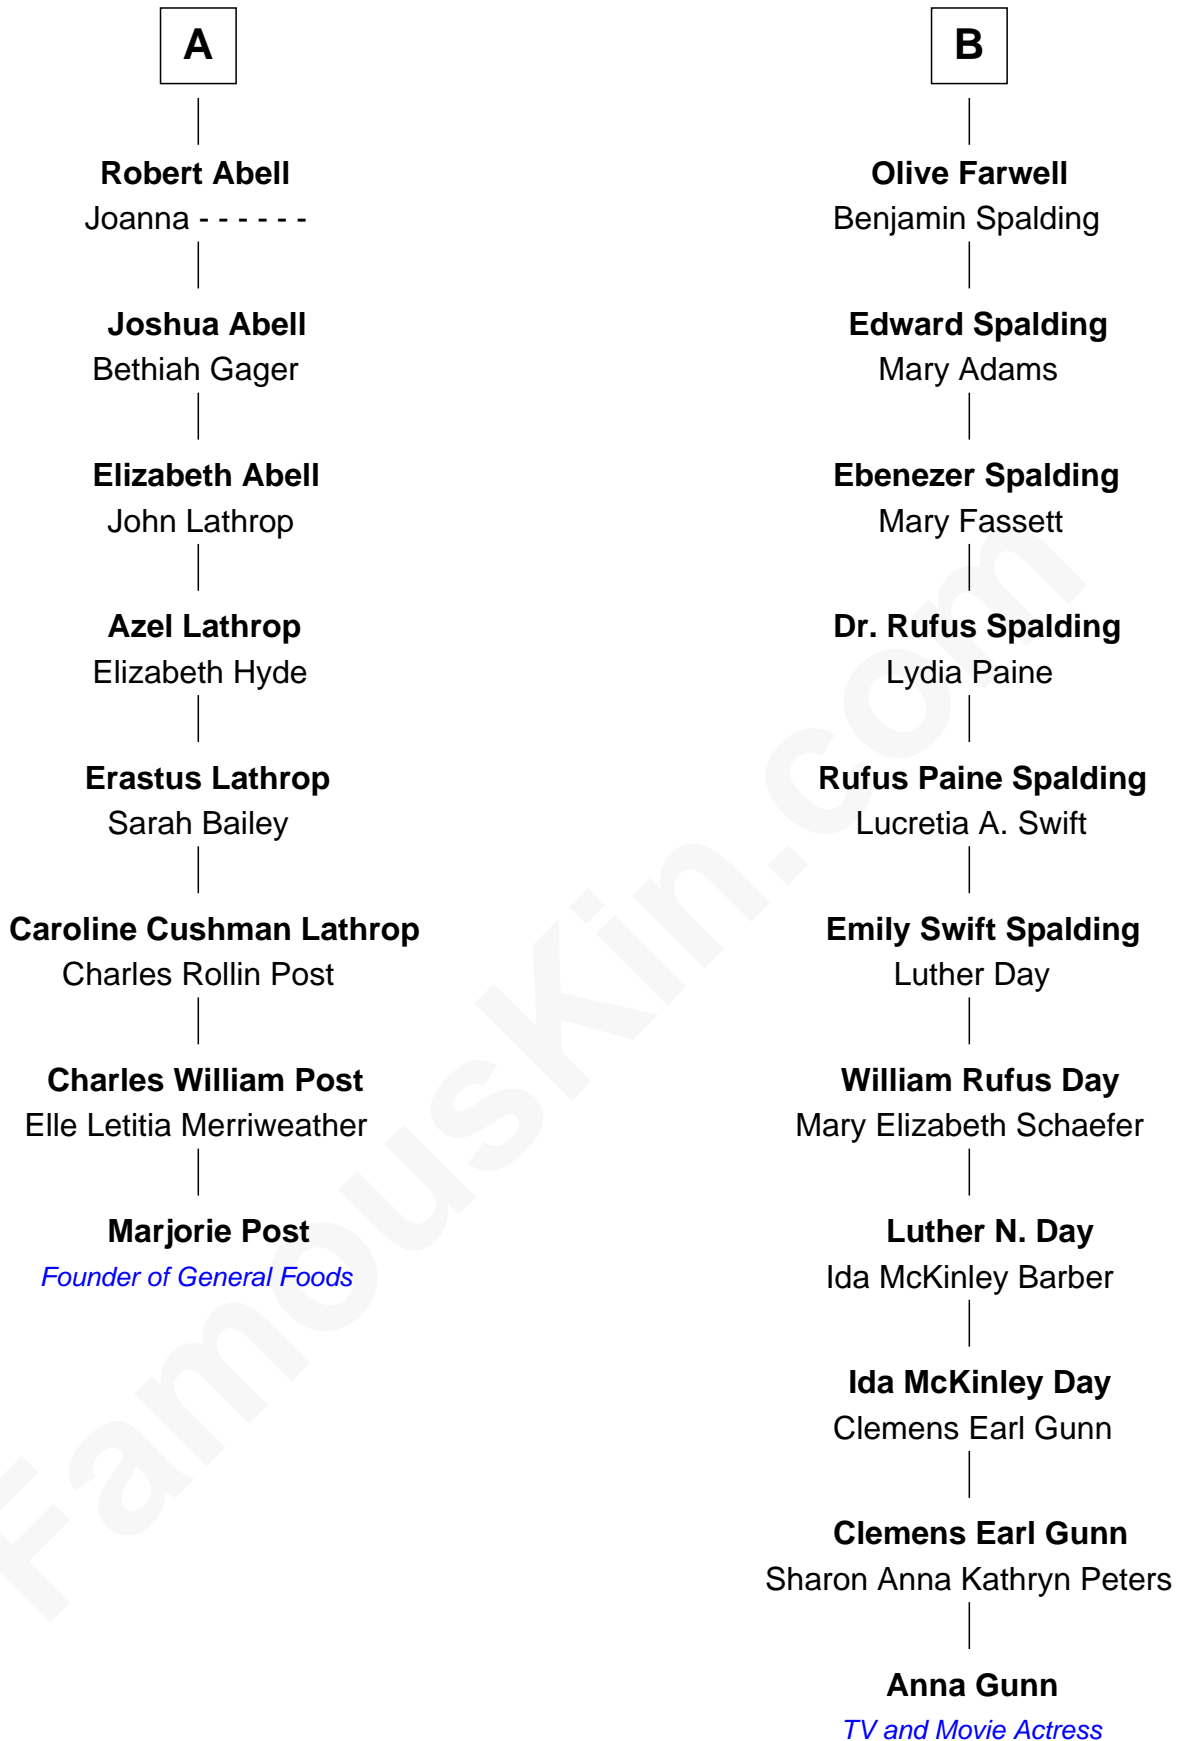 A
Robert Abell
Joanna - - - - - -
Joshua Abell
Bethiah Gager
Elizabeth Abell
John Lathrop
Azel Lathrop
Elizabeth Hyde
Erastus Lathrop
Sarah Bailey
Caroline Cushman Lathrop
Charles Rollin Post
Charles William Post
Elle Letitia Merriweather
Marjorie Post
Founder of General Foods
B
Olive Farwell
Benjamin Spalding
Edward Spalding
Mary Adams
Ebenezer Spalding
Mary Fassett
Dr. Rufus Spalding
Lydia Paine
Rufus Paine Spalding
Lucretia A. Swift
Emily Swift Spalding
Luther Day
William Rufus Day
Mary Elizabeth Schaefer
Luther N. Day
Ida McKinley Barber
Ida McKinley Day
Clemens Earl Gunn
Clemens Earl Gunn
Sharon Anna Kathryn Peters
Anna Gunn
TV and Movie Actress
FamousKin.com